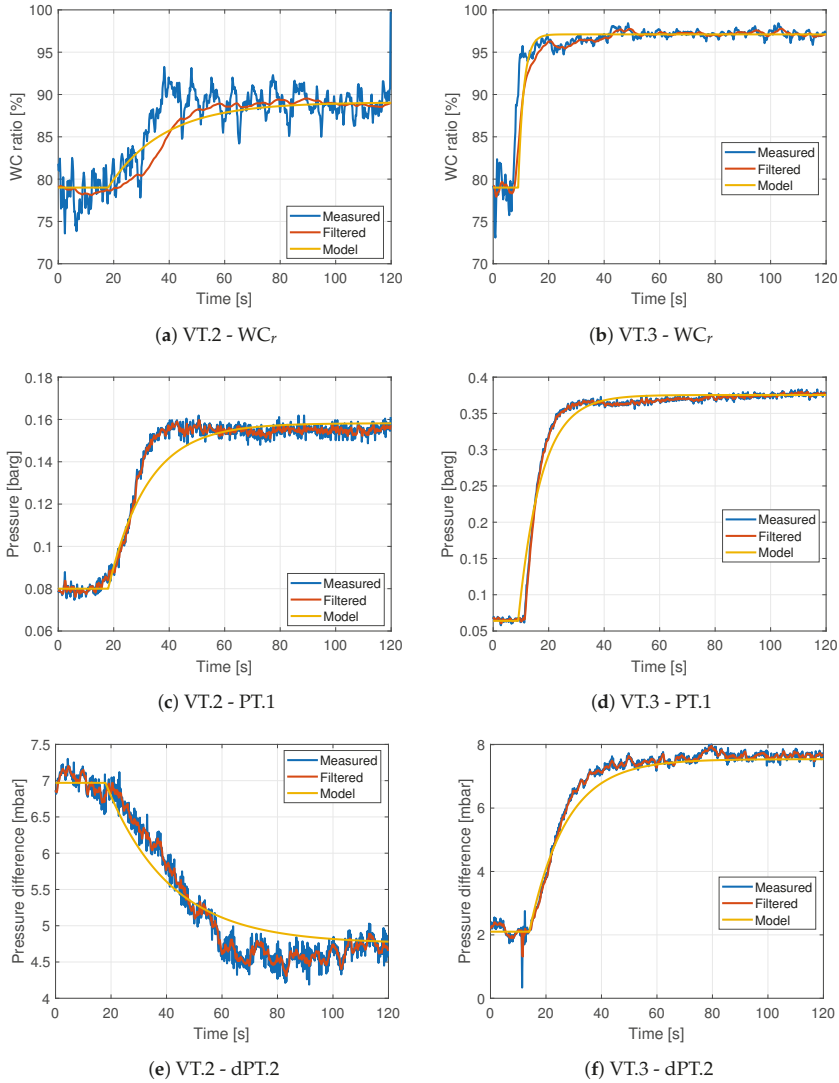 100
95
90
85
80
75
70
WC ratio [%]
Measured
Filtered
Model
0 20 40 60 80 100 120
Time [s]
(a) VT.2 - WCr
100
95
90
85
80
75
70
WC ratio [%]
Measured
Filtered
Model
0 20 40 60 80 100 120
Time [s]
(b) VT.3 - WCr
0.18
0.16
0.14
0.12
0.1
0.08
0.06
Pressure [barg]
Measured
Filtered
Model
0 20 40 60 80 100 120
Time [s]
(c) VT.2 - PT.1
0.4
0.35
0.3
0.25
0.2
0.15
0.1
0.05
Pressure [barg]
Measured
Filtered
Model
0 20 40 60 80 100 120
Time [s]
(d) VT.3 - PT.1
7.5
7
6.5
6
5.5
5
4.5
4
Pressure difference [mbar]
Measured
Filtered
Model
0 20 40 60 80 100 120
Time [s]
(e) VT.2 - dPT.2
8
6
4
2
0
Pressure difference [mbar]
Measured
Filtered
Model
0 20 40 60 80 100 120
Time [s]
(f) VT.3 - dPT.2